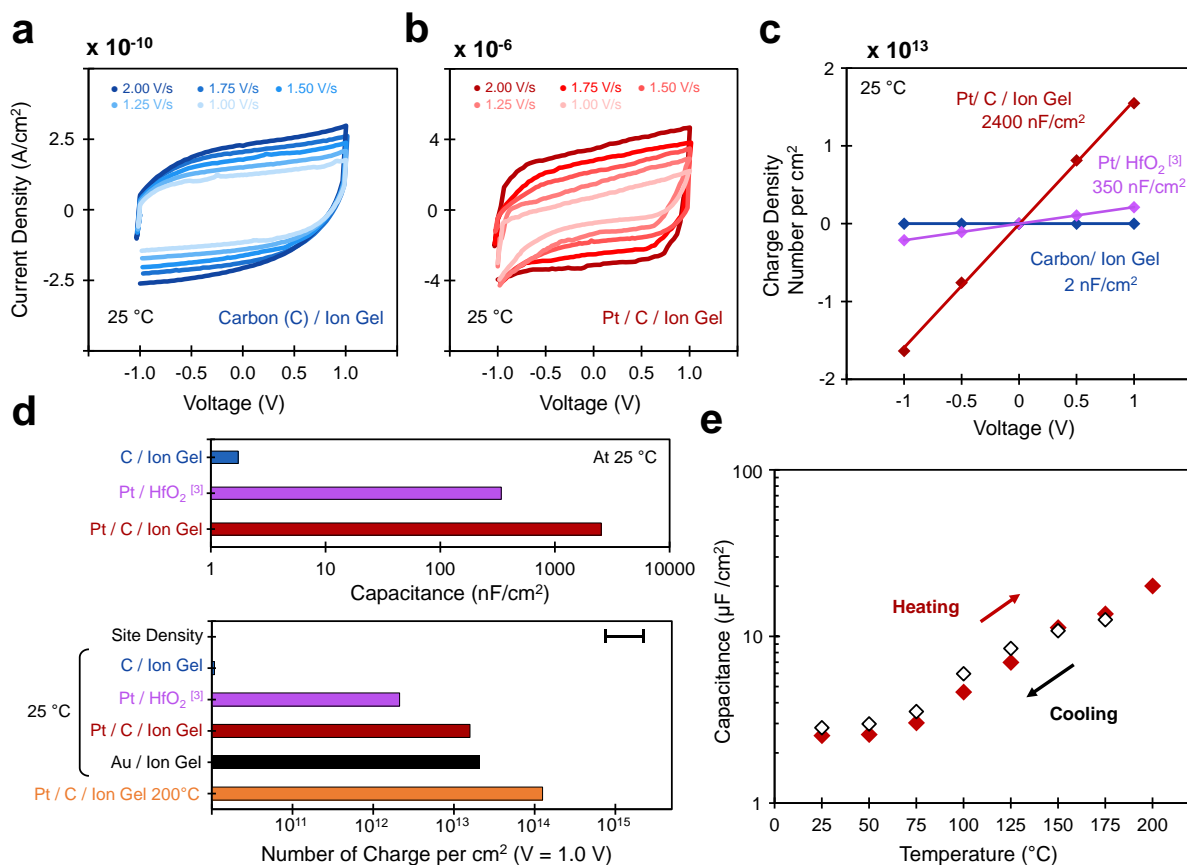 a
x 10⁻¹⁰
Current Density (A/cm²)
2.5
0
-2.5
2.00 V/s 1.75 V/s 1.50 V/s
1.25 V/s 1.00 V/s
25 °C Carbon (C) / Ion Gel
-1.0 -0.5 0.0 0.5 1.0
Voltage (V)
b
x 10⁻⁶
4
0
-4
2.00 V/s 1.75 V/s 1.50 V/s
1.25 V/s 1.00 V/s
25 °C Pt / C / Ion Gel
-1.0 -0.5 0.0 0.5 1.0
Voltage (V)
c
x 10¹³
Charge Density
Number per cm²
2
1
0
-1
-2
25 °C
Pt/ C / Ion Gel
2400 nF/cm²
Pt/ HfO₂ [3]
350 nF/cm²
Carbon/ Ion Gel
2 nF/cm²
-1 -0.5 0 0.5 1
Voltage (V)
d
C / Ion Gel
Pt / HfO₂ [3]
Pt / C / Ion Gel
At 25 °C
1 10 100 1000 10000
Capacitance (nF/cm²)
Site Density
25 °C
C / Ion Gel
Pt / HfO₂ [3]
Pt / C / Ion Gel
Au / Ion Gel
Pt / C / Ion Gel 200°C
10¹¹ 10¹² 10¹³ 10¹⁴ 10¹⁵
Number of Charge per cm² (V = 1.0 V)
e
Capacitance (µF /cm²)
100
10
1
Heating
Cooling
0 25 50 75 100 125 150 175 200
Temperature (°C)